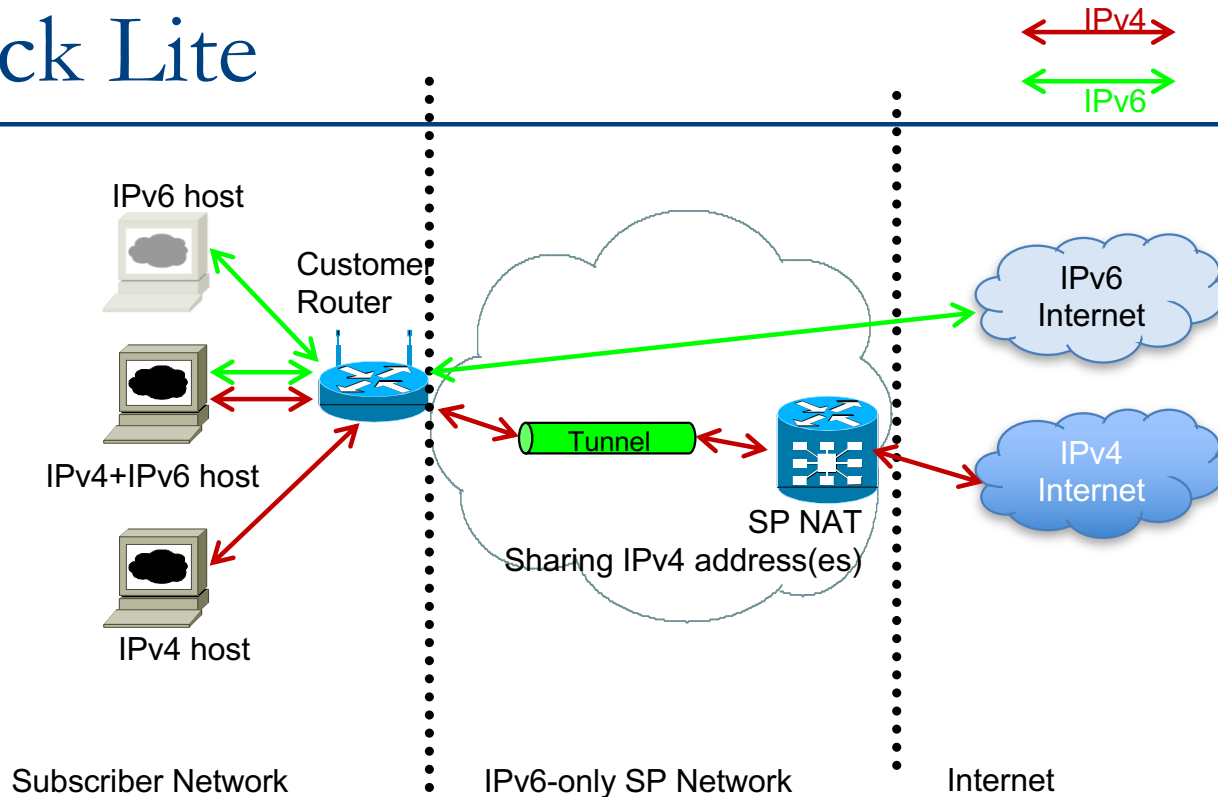 ck Lite
IPv4
IPv6
IPv6 host
Customer
Router
IPv6
Internet
Tunnel
IPv4+IPv6 host
IPv4
Internet
SP NAT
Sharing IPv4 address(es)
IPv4 host
Subscriber Network
IPv6-only SP Network
Internet